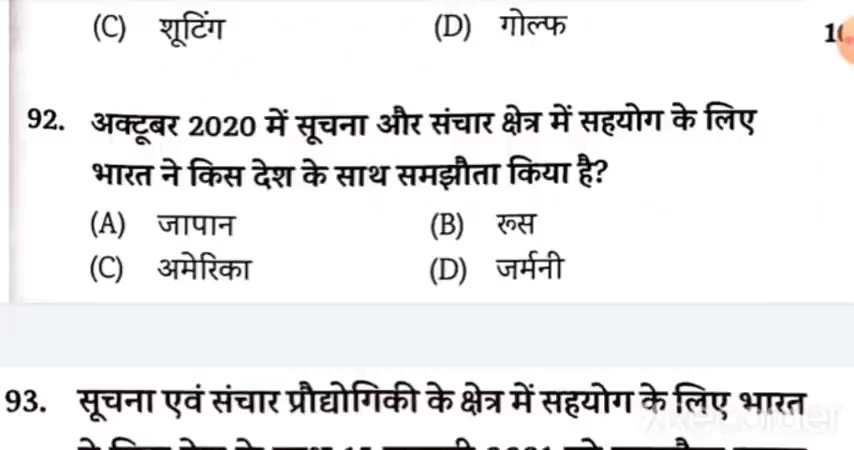 (C) शूटिंग (D) गोल्फ
92. अक्टूबर 2020 में सूचना और संचार क्षेत्र में सहयोग के लिए
भारत ने किस देश के साथ समझौता किया है?
(A) जापान (B) रूस
(C) अमेरिका (D) जर्मनी
93. सूचना एवं संचार प्रौद्योगिकी के क्षेत्र में सहयोग के लिए भारत